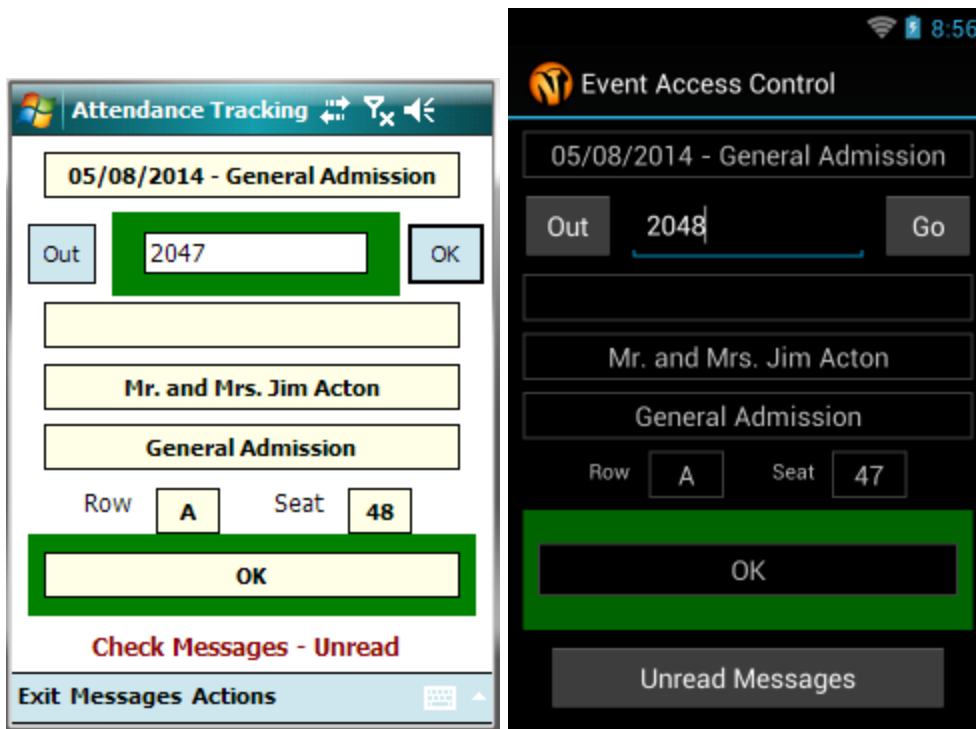 Attendance Tracking
05/08/2014 - General Admission
Out 2047 OK
Mr. and Mrs. Jim Acton
General Admission
Row A Seat 48
OK
Check Messages - Unread
Exit Messages Actions
8:56
Event Access Control
05/08/2014 - General Admission
Out 2048 Go
Mr. and Mrs. Jim Acton
General Admission
Row A Seat 47
OK
Unread Messages